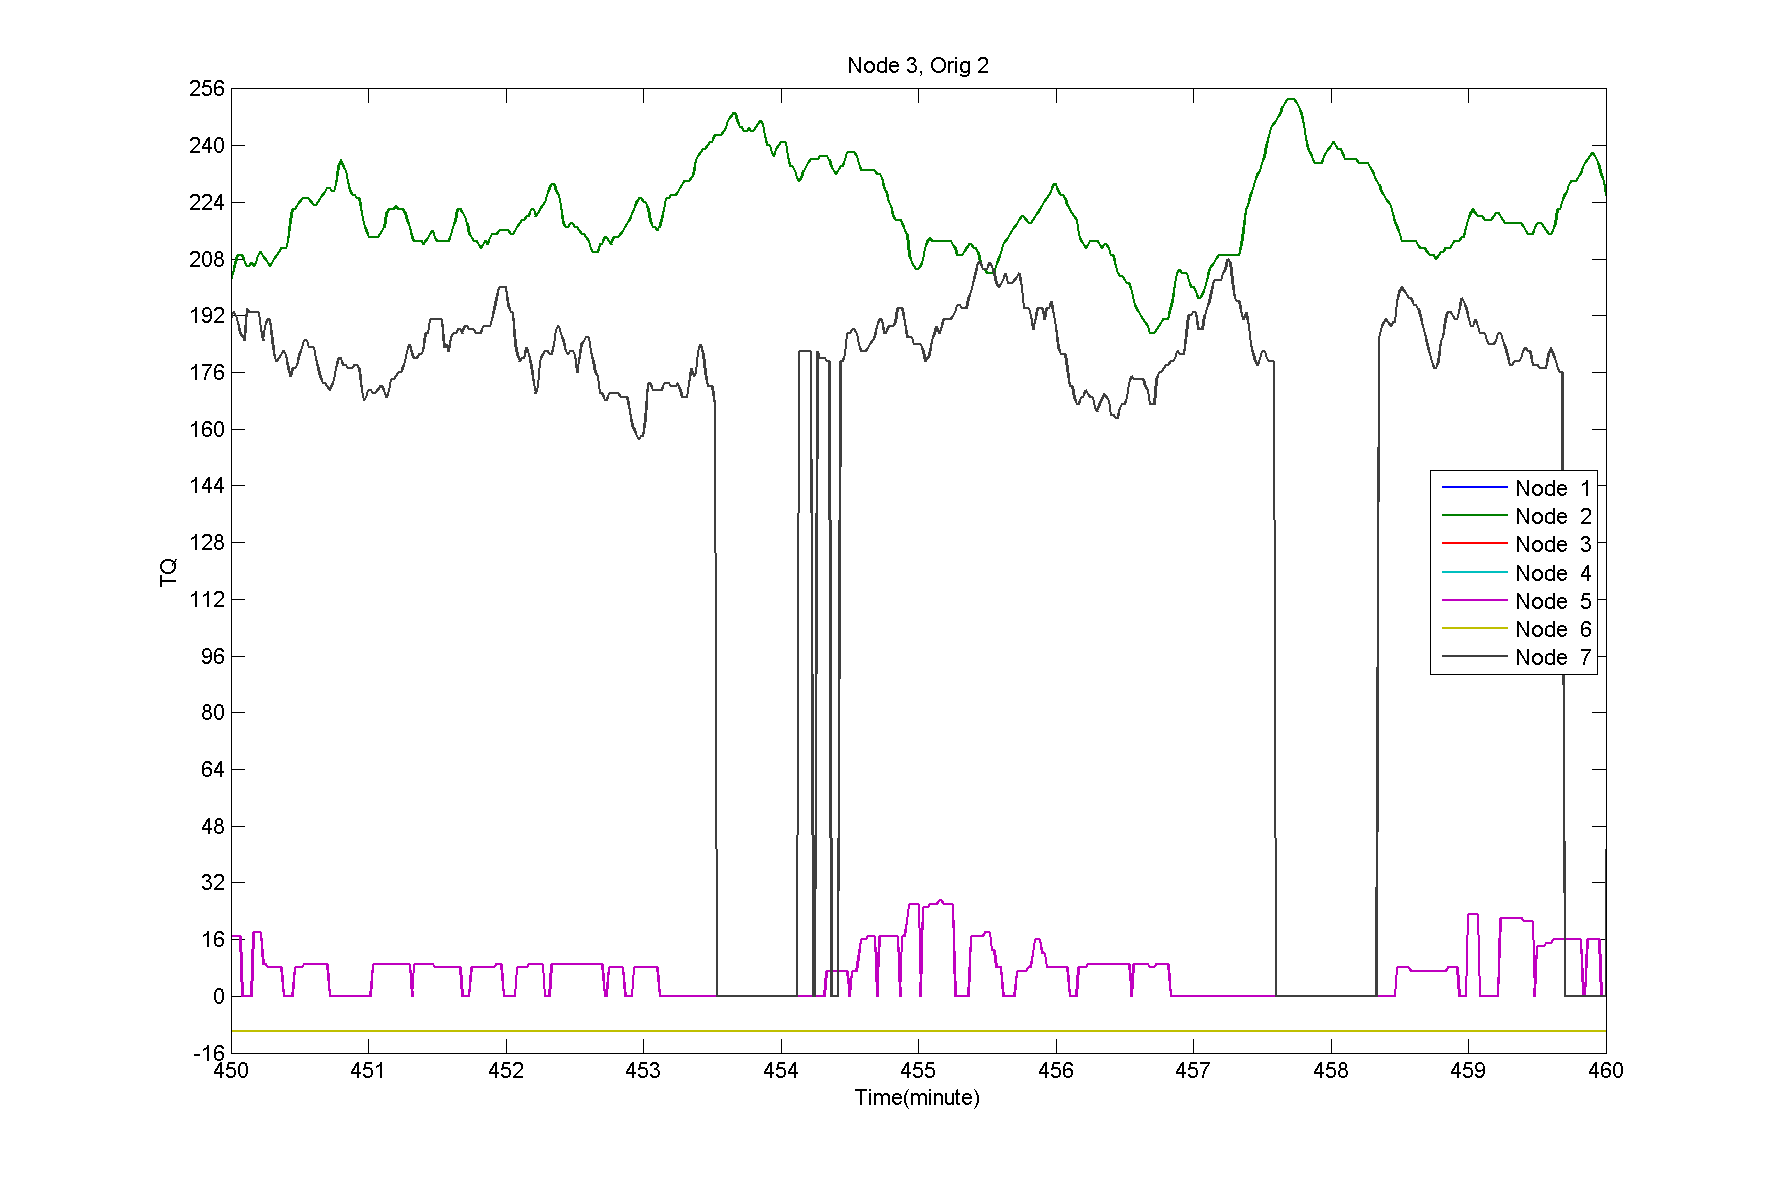 Node 3, Orig 2
256
240
224
208
192
176
160
144
128
112
96
80
64
48
32
16
0
-16
TQ
Node 1
Node 2
Node 3
Node 4
Node 5
Node 6
Node 7
450 451 452 453 454 455 456 457 458 459 460
Time(minute)